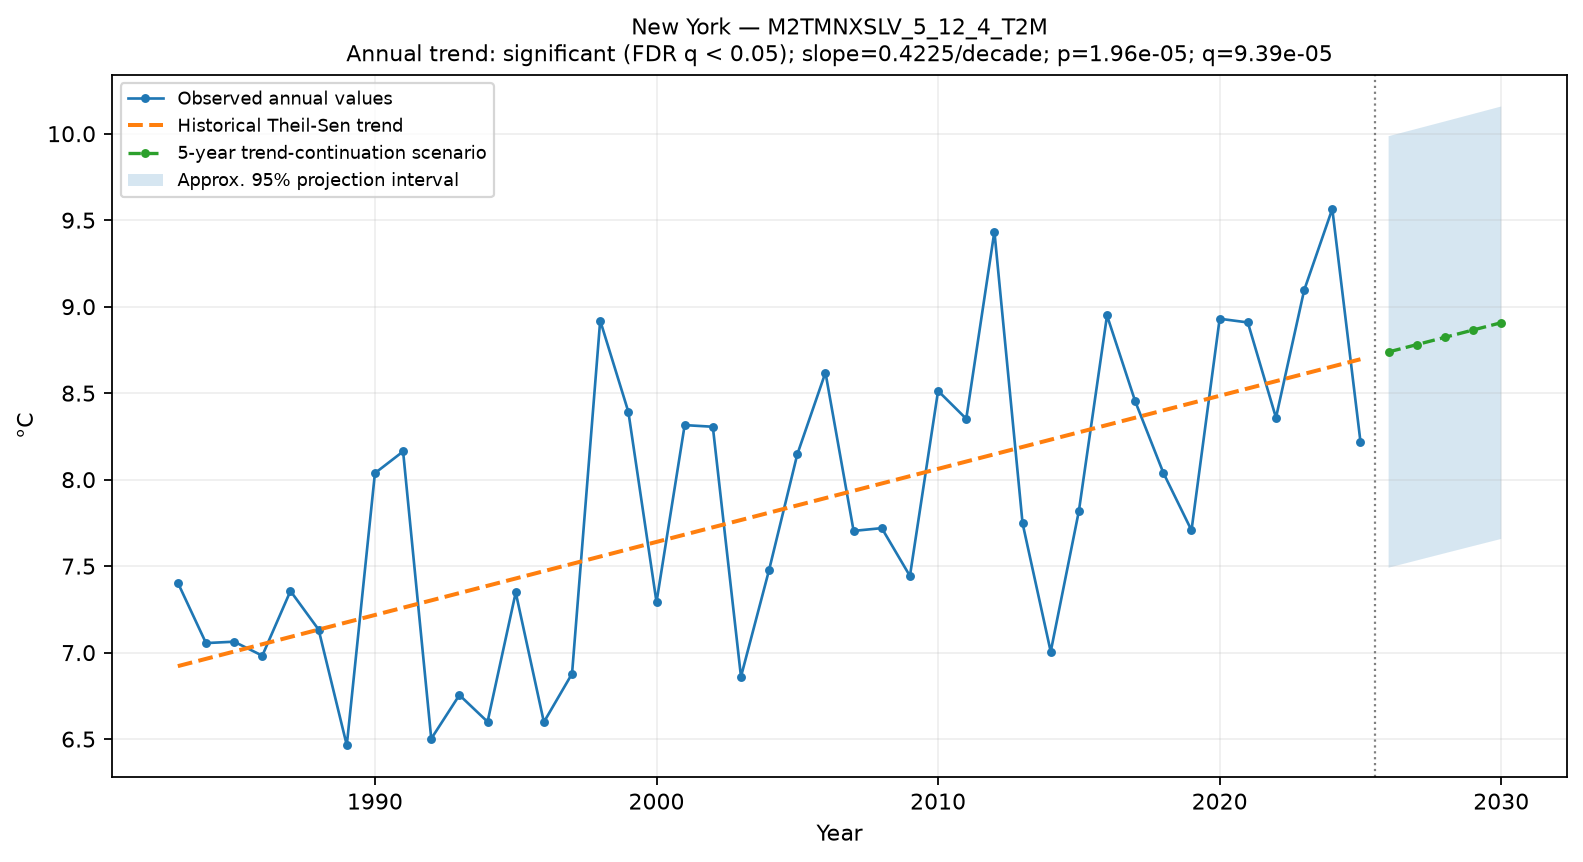 New York — M2TMNXSLV_5_12_4_T2M
Annual trend: significant (FDR q < 0.05); slope=0.4225/decade; p=1.96e-05; q=9.39e-05
Observed annual values
Historical Theil-Sen trend
5-year trend-continuation scenario
Approx. 95% projection interval
10.0
9.5
9.0
8.5
8.0
7.5
7.0
6.5
°C
1990
2000
2010
2020
2030
Year